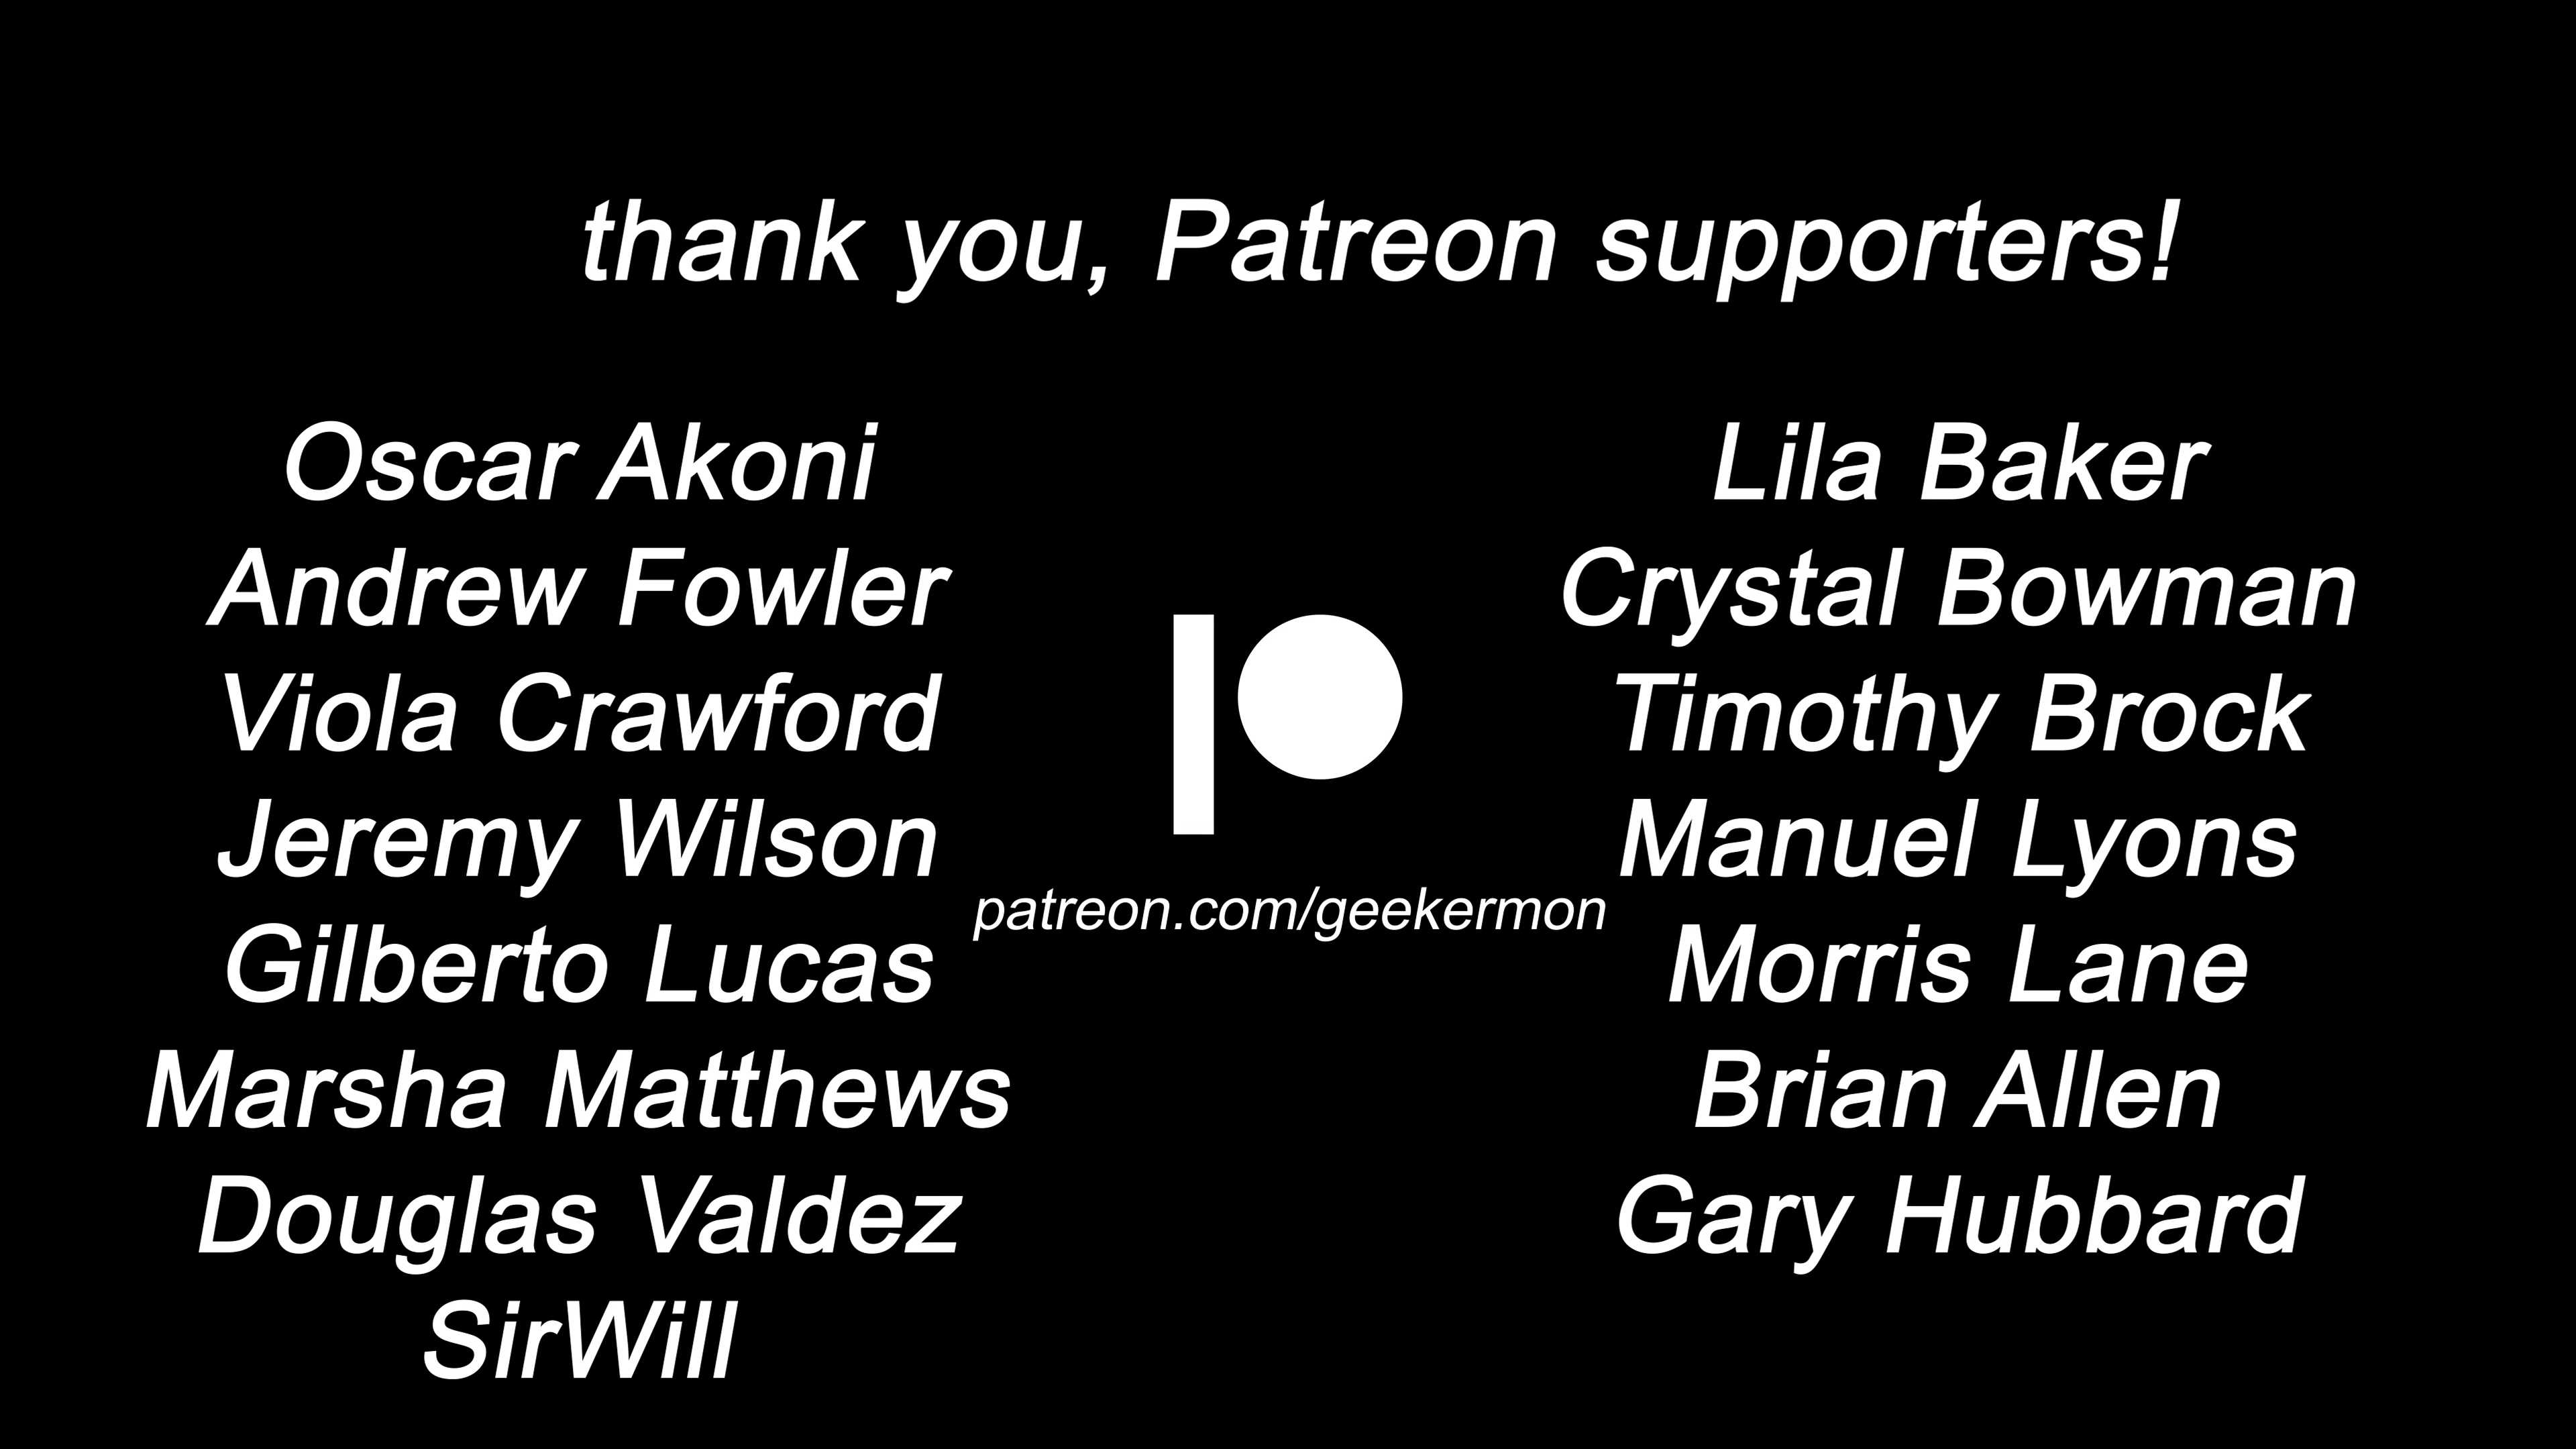 thank you, Patreon supporters!
Oscar Akoni
Andrew Fowler
Viola Crawford
Jeremy Wilson
Gilberto Lucas
Marsha Matthews
Douglas Valdez
SirWill
patreon.com/geekermon
Lila Baker
Crystal Bowman
Timothy Brock
Manuel Lyons
Morris Lane
Brian Allen
Gary Hubbard